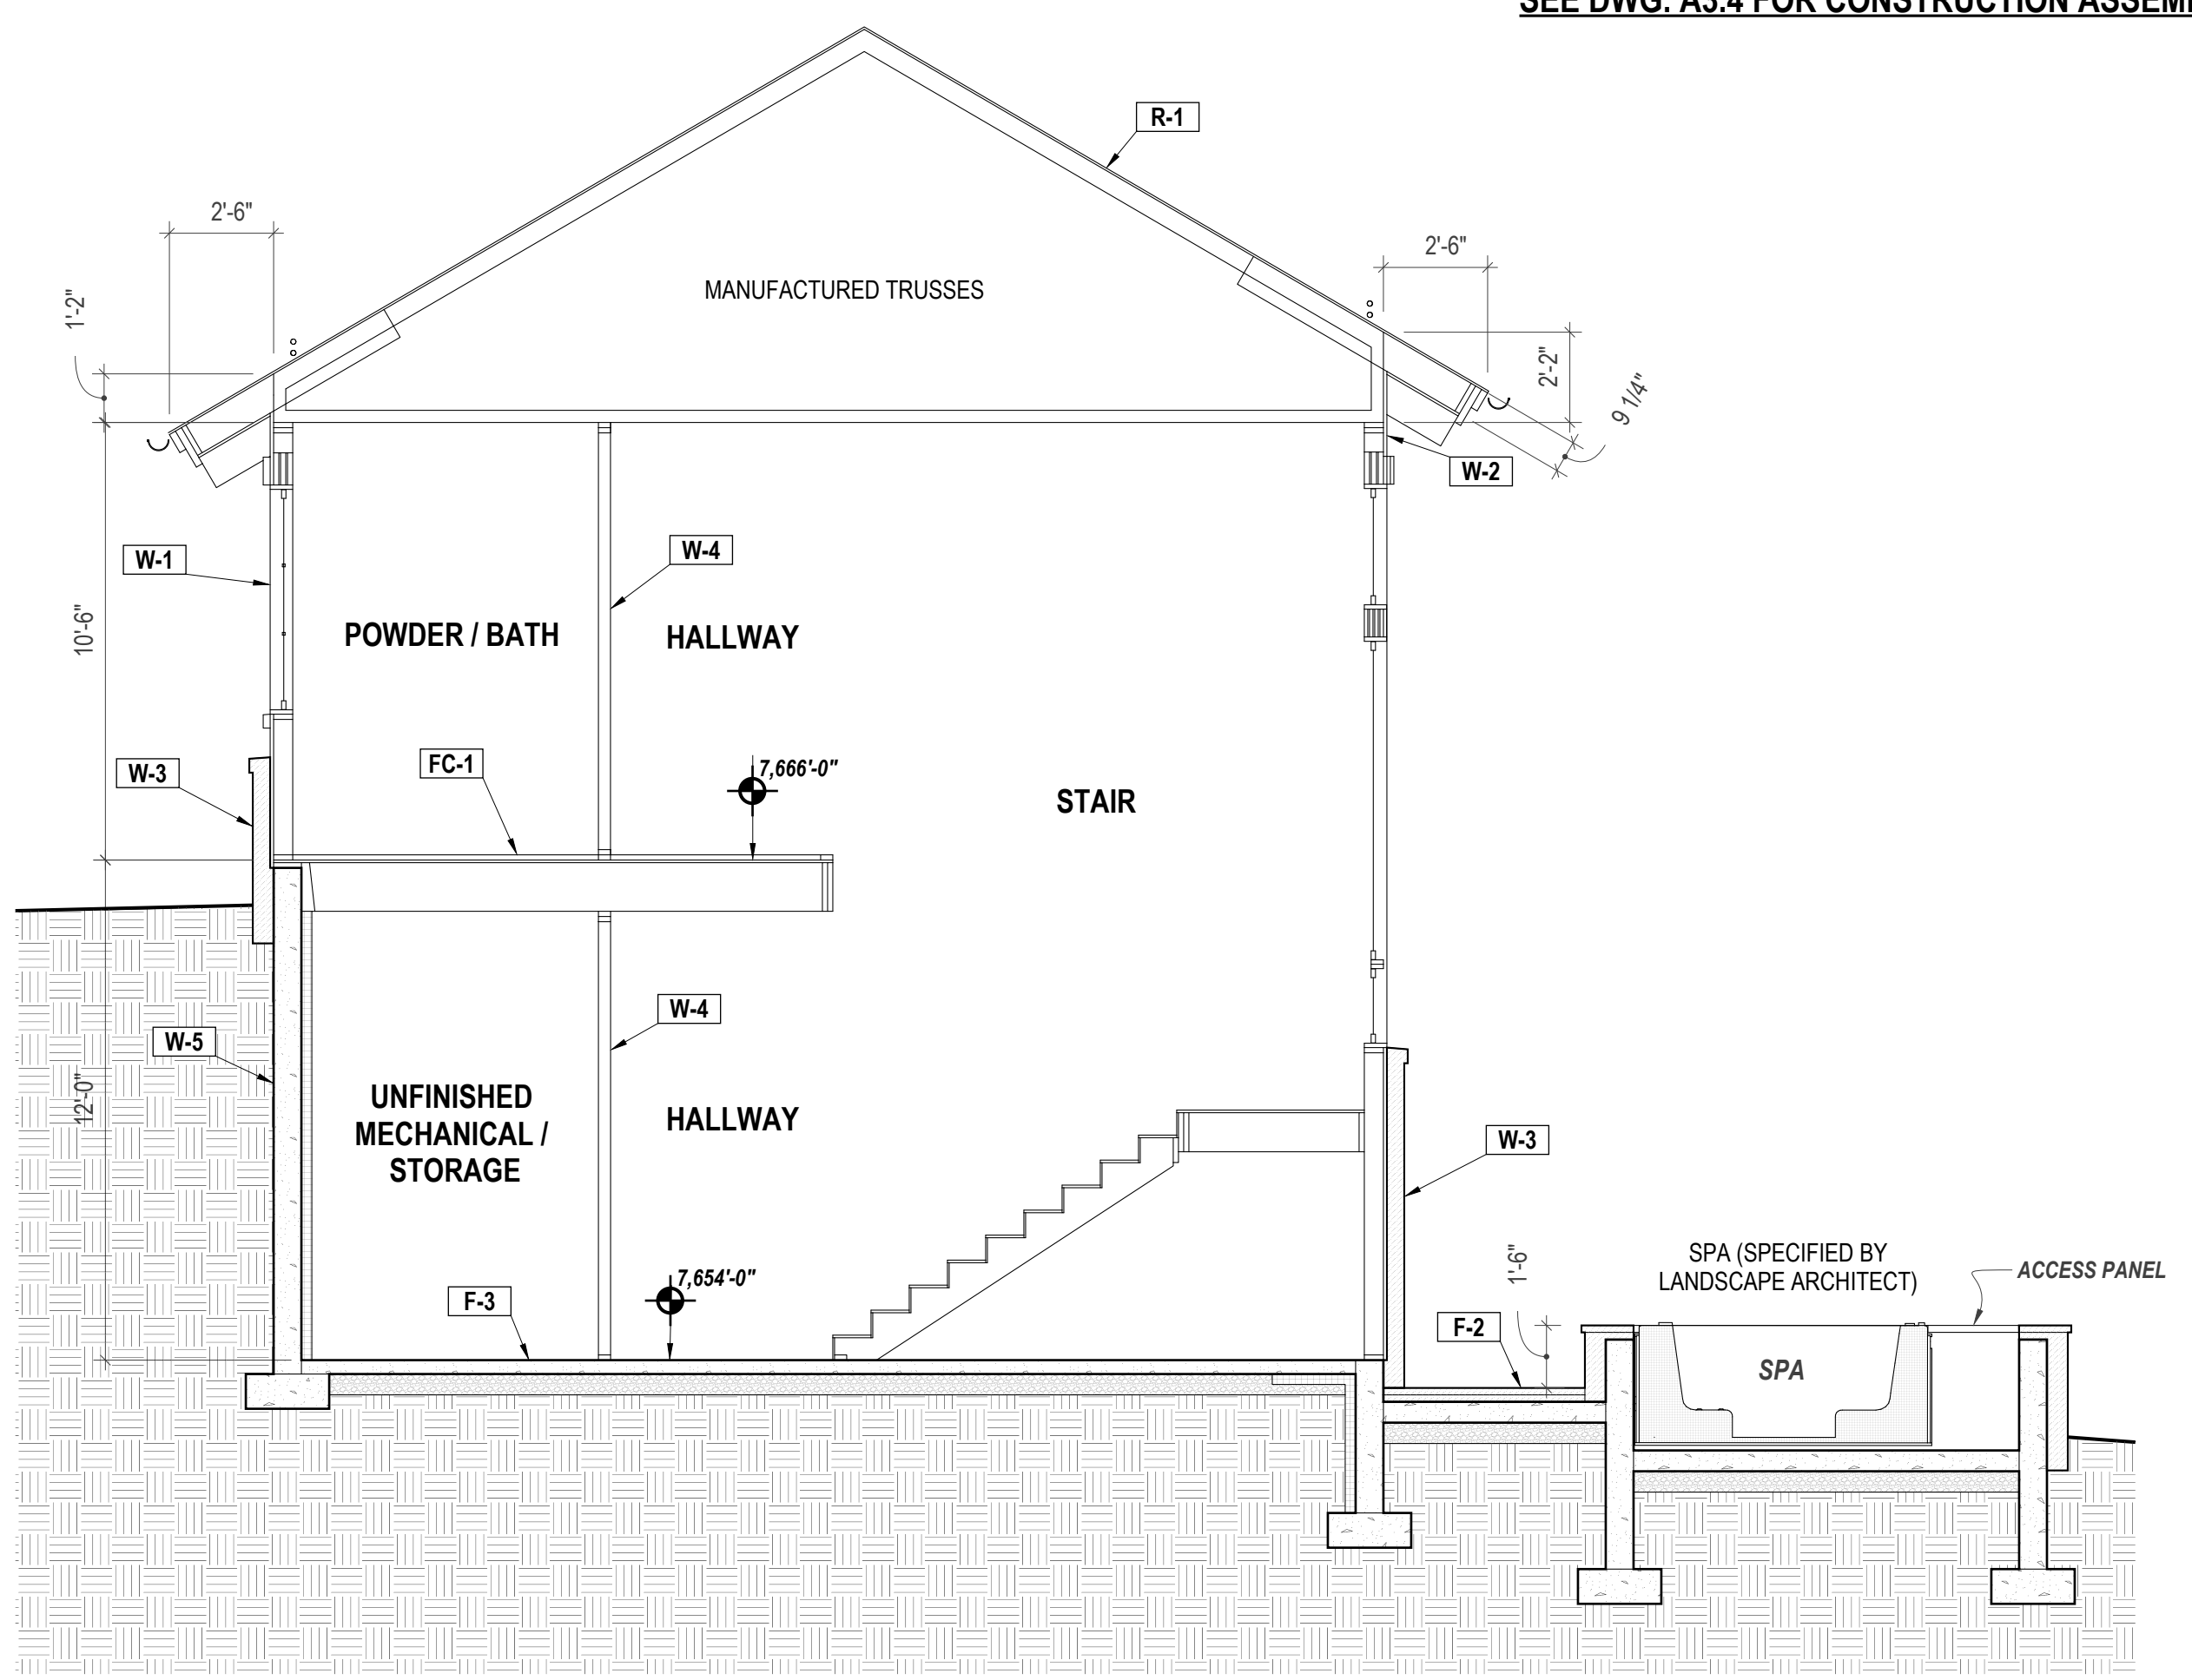 SEE DWG. A3.4 FOR CONSTRUCTION
R-1
2'-6"
2'-6"
1'-2"
MANUFACTURED TRUSSES
2'-2"
9 1/4"
W-2
W-1
W-4
10'-6"
POWDER / BATH
HALLWAY
W-3
FC-1
7,666'-0"
STAIR
W-4
W-5
12'-0"
UNFINISHED
MECHANICAL /
STORAGE
HALLWAY
W-3
1'-6"
SPA (SPECIFIED BY
LANDSCAPE ARCHITECT)
ACCESS PANEL
F-3
7,654'-0"
F-2
SPA